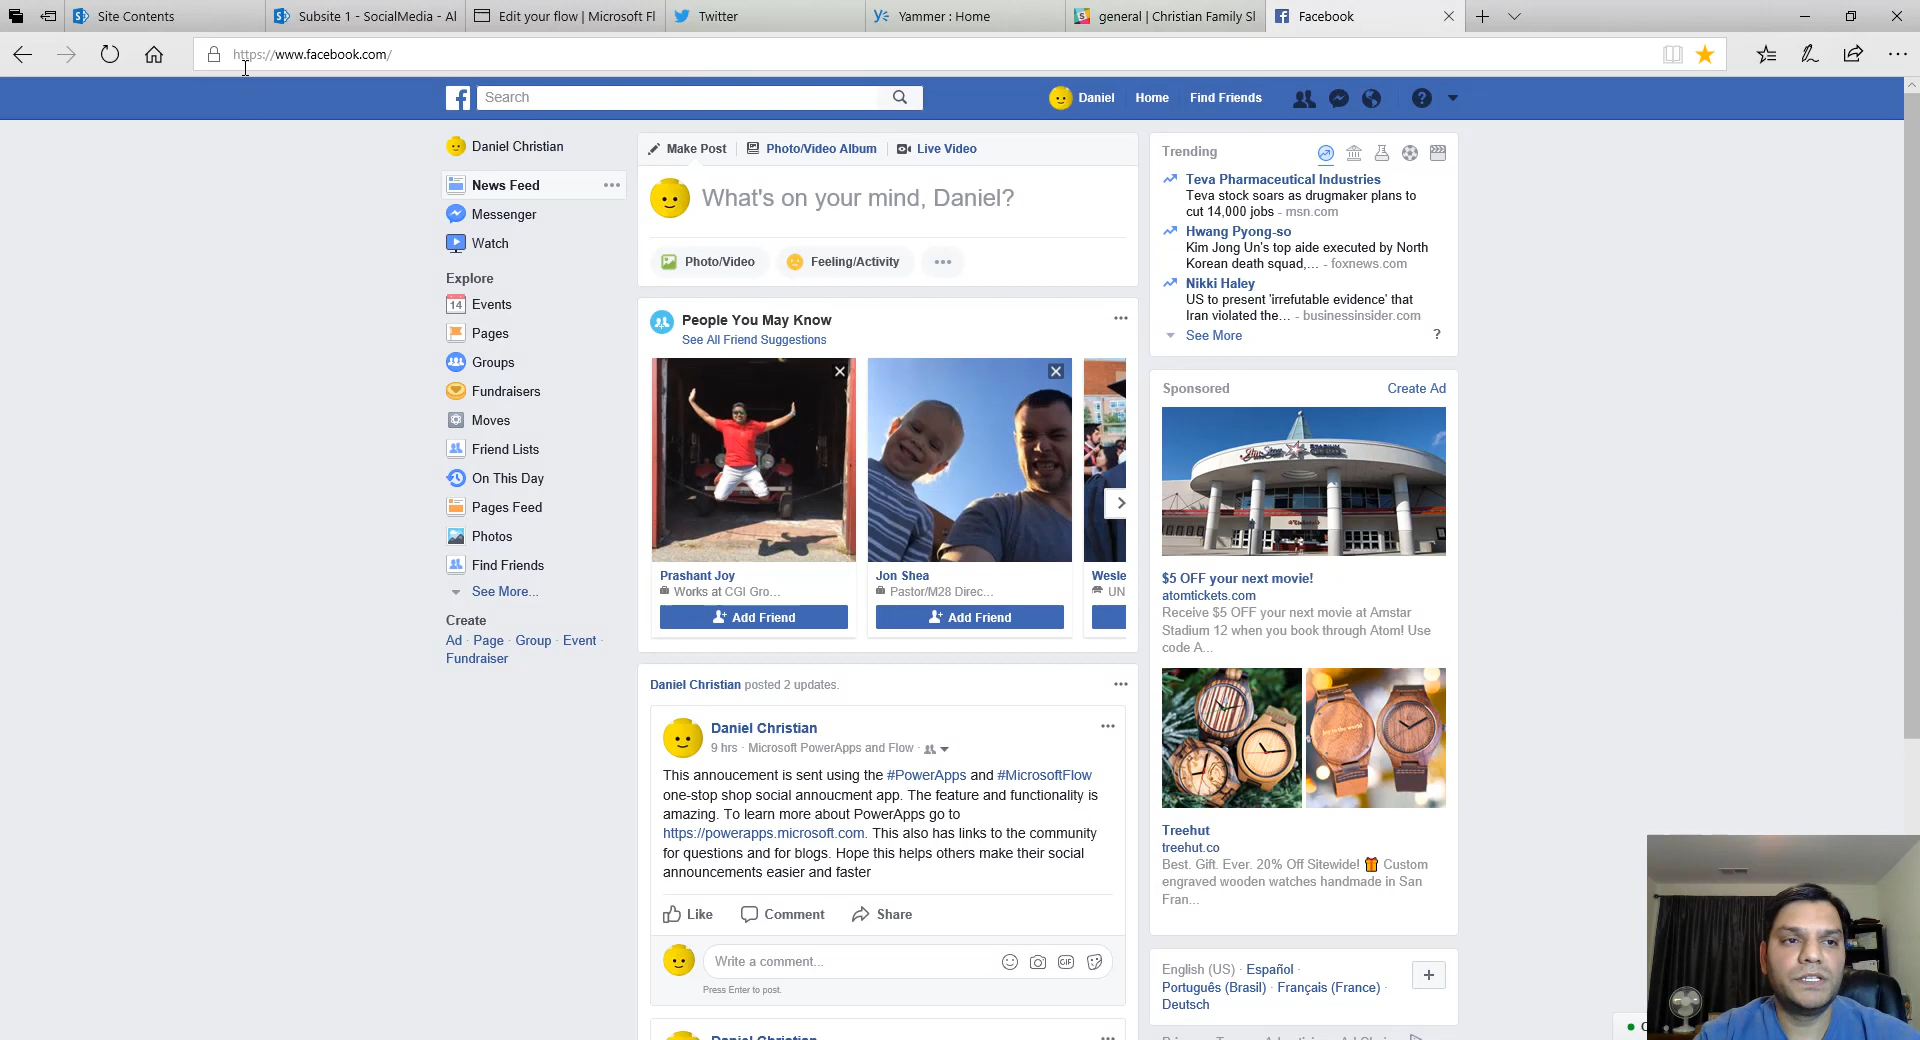 Site Contents
Subsite 1 - SocialMedia - Al
Edit your flow | Microsoft Fl
Twitter
Yammer : Home
general | Christian Family Sl
Facebook
https://www.facebook.com/
Search
Daniel
Home
Find Friends
Daniel Christian
News Feed
Messenger
Watch
Explore
14 Events
Pages
Groups
Fundraisers
Moves
Friend Lists
On This Day
Pages Feed
Photos
Find Friends
See More...
Create
Ad · Page · Group · Event ·
Fundraiser
Make Post
Photo/Video Album
Live Video
What's on your mind, Daniel?
Photo/Video
Feeling/Activity
People You May Know
See All Friend Suggestions
Prashant Joy
Works at CGI Gro...
Add Friend
Jon Shea
Pastor/M28 Direc...
Add Friend
Wesle
UN
Daniel Christian posted 2 updates.
Daniel Christian
9 hrs · Microsoft PowerApps and Flow ·
This annoucement is sent using the #PowerApps and #MicrosoftFlow
one-stop shop social annoucment app. The feature and functionality is
amazing. To learn more about PowerApps go to
https://powerapps.microsoft.com. This also has links to the community
for questions and for blogs. Hope this helps others make their social
announcements easier and faster
Like
Comment
Share
Write a comment...
GIF
Press Enter to post.
Daniel Christian
Trending
Teva Pharmaceutical Industries
Teva stock soars as drugmaker plans to
cut 14,000 jobs - msn.com
Hwang Pyong-so
Kim Jong Un's top aide executed by North
Korean death squad,... - foxnews.com
Nikki Haley
US to present 'irrefutable evidence' that
Iran violated the... - businessinsider.com
See More
?
Sponsored
Create Ad
$5 OFF your next movie!
atomtickets.com
Receive $5 OFF your next movie at Amstar
Stadium 12 when you book through Atom! Use
code A...
Treehut
treehut.co
Best. Gift. Ever. 20% Off Sitewide! 🎁 Custom
engraved wooden watches handmade in San
Fran...
English (US) · Español ·
Português (Brasil) · Français (France) ·
Deutsch